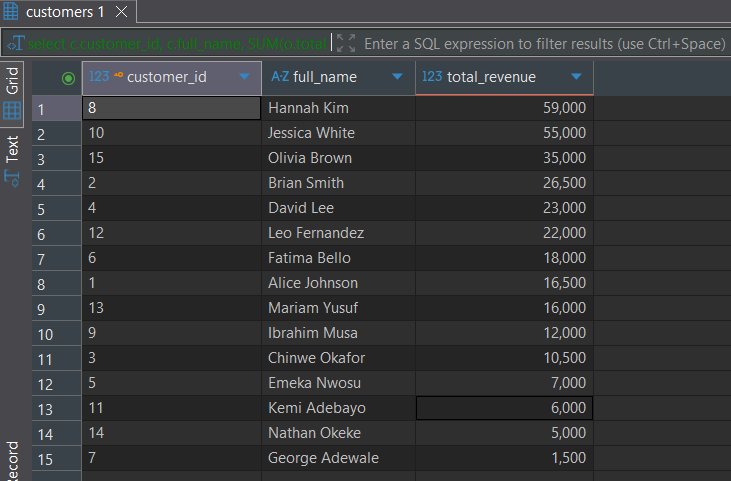 customers 1
select c.customer_id, c.full_name, SUM(o.total
Enter a SQL expression to filter results (use Ctrl+Space)
Grid
Text
Record
123 customer_id A-Z full_name 123 total_revenue
1 8 Hannah Kim 59,000
2 10 Jessica White 55,000
3 15 Olivia Brown 35,000
4 2 Brian Smith 26,500
5 4 David Lee 23,000
6 12 Leo Fernandez 22,000
7 6 Fatima Bello 18,000
8 1 Alice Johnson 16,500
9 13 Mariam Yusuf 16,000
10 9 Ibrahim Musa 12,000
11 3 Chinwe Okafor 10,500
12 5 Emeka Nwosu 7,000
13 11 Kemi Adebayo 6,000
14 14 Nathan Okeke 5,000
15 7 George Adewale 1,500